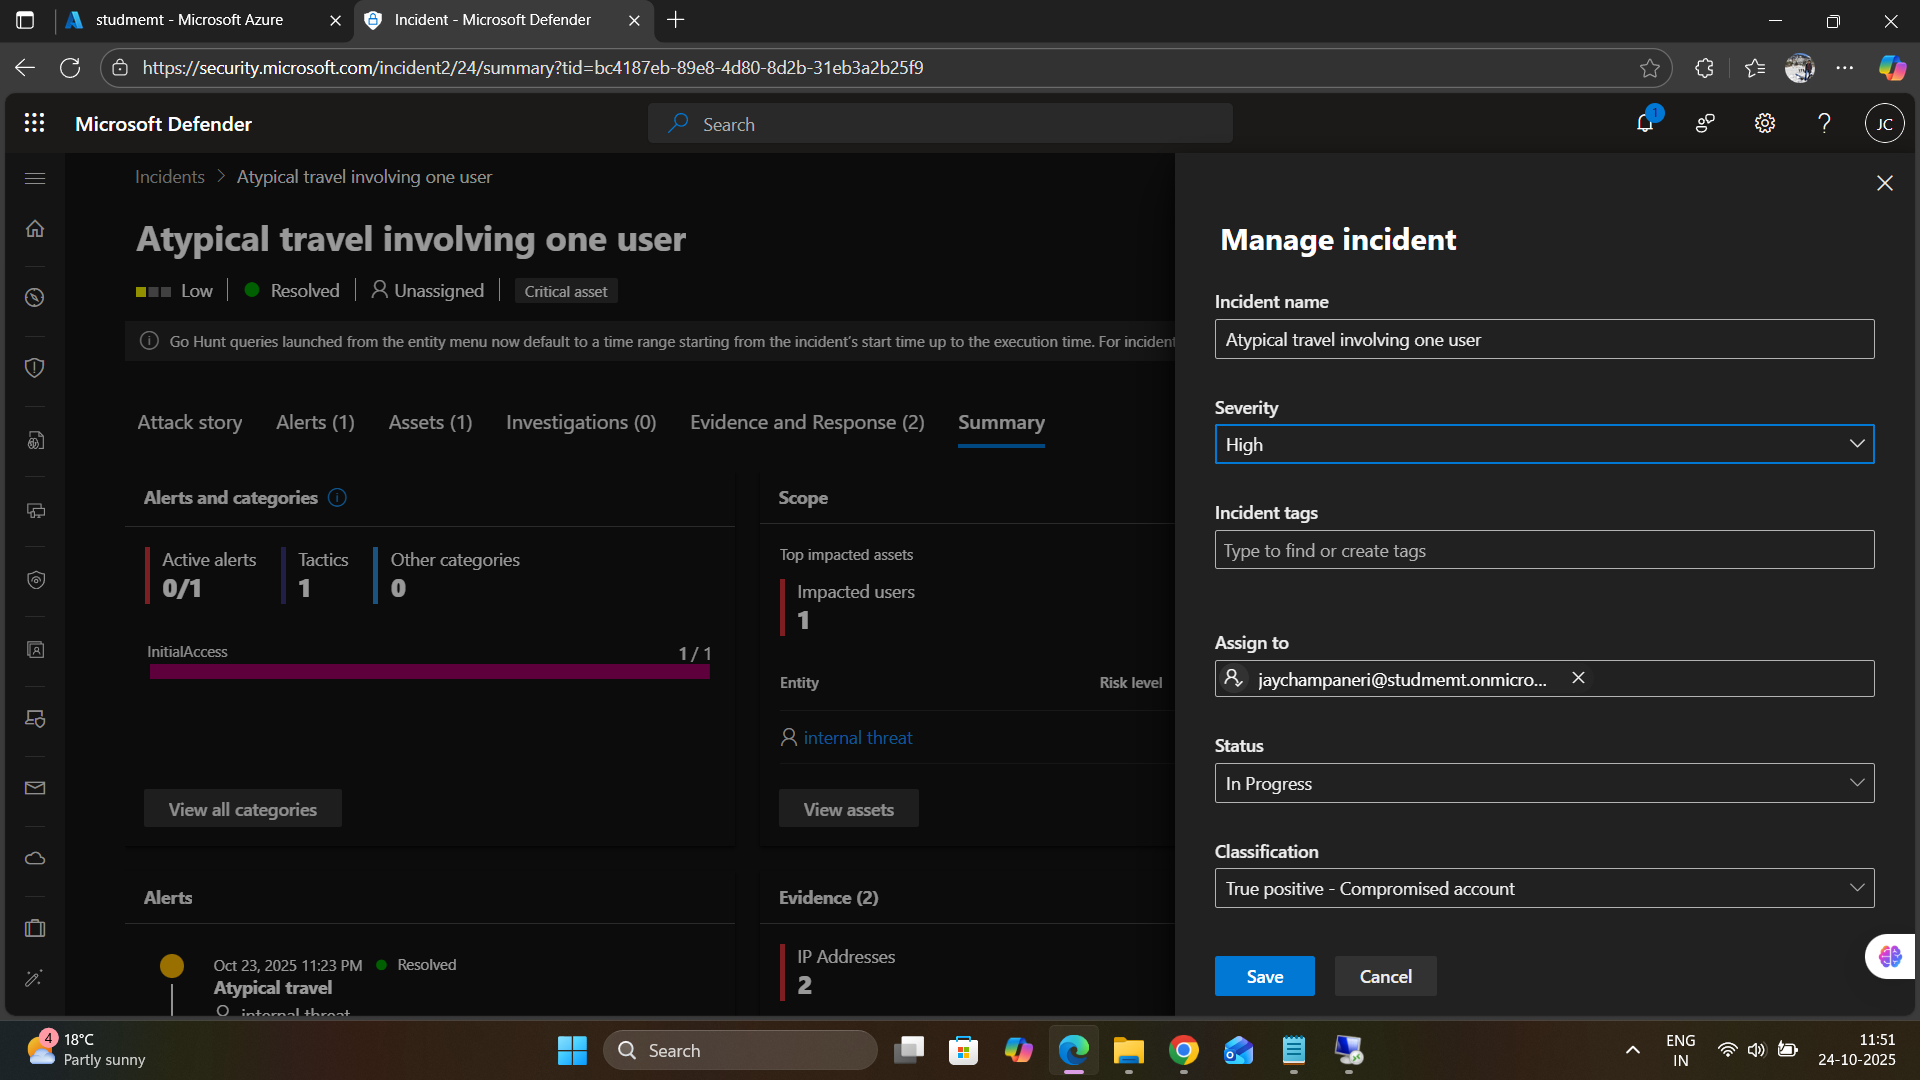 studmemt - Microsoft Azure
Incident - Microsoft Defender
https://security.microsoft.com/incident2/24/summary?tid=bc4187eb-89e8-4d80-8d2b-31eb3a2b25f9
Microsoft Defender
Search
1
JC
Incidents > Atypical travel involving one user
Atypical travel involving one user
Low
Resolved
Unassigned
Critical asset
Go Hunt queries launched from the entity menu now default to a time range starting from the incident's start time up to the execution time. For incident
Attack story
Alerts (1)
Assets (1)
Investigations (0)
Evidence and Response (2)
Summary
Alerts and categories
Active alerts
0/1
Tactics
1
Other categories
0
InitialAccess
1 / 1
View all categories
Scope
Top impacted assets
Impacted users
1
Entity
Risk level
internal threat
View assets
Alerts
Oct 23, 2025 11:23 PM
Resolved
Atypical travel
internal threat
Evidence (2)
IP Addresses
2
Manage incident
Incident name
Atypical travel involving one user
Severity
High
Incident tags
Type to find or create tags
Assign to
jaychampaneri@studmemt.onmicro...
Status
In Progress
Classification
True positive - Compromised account
Save
Cancel
4
18°C
Partly sunny
Search
ENG
IN
11:51
24-10-2025